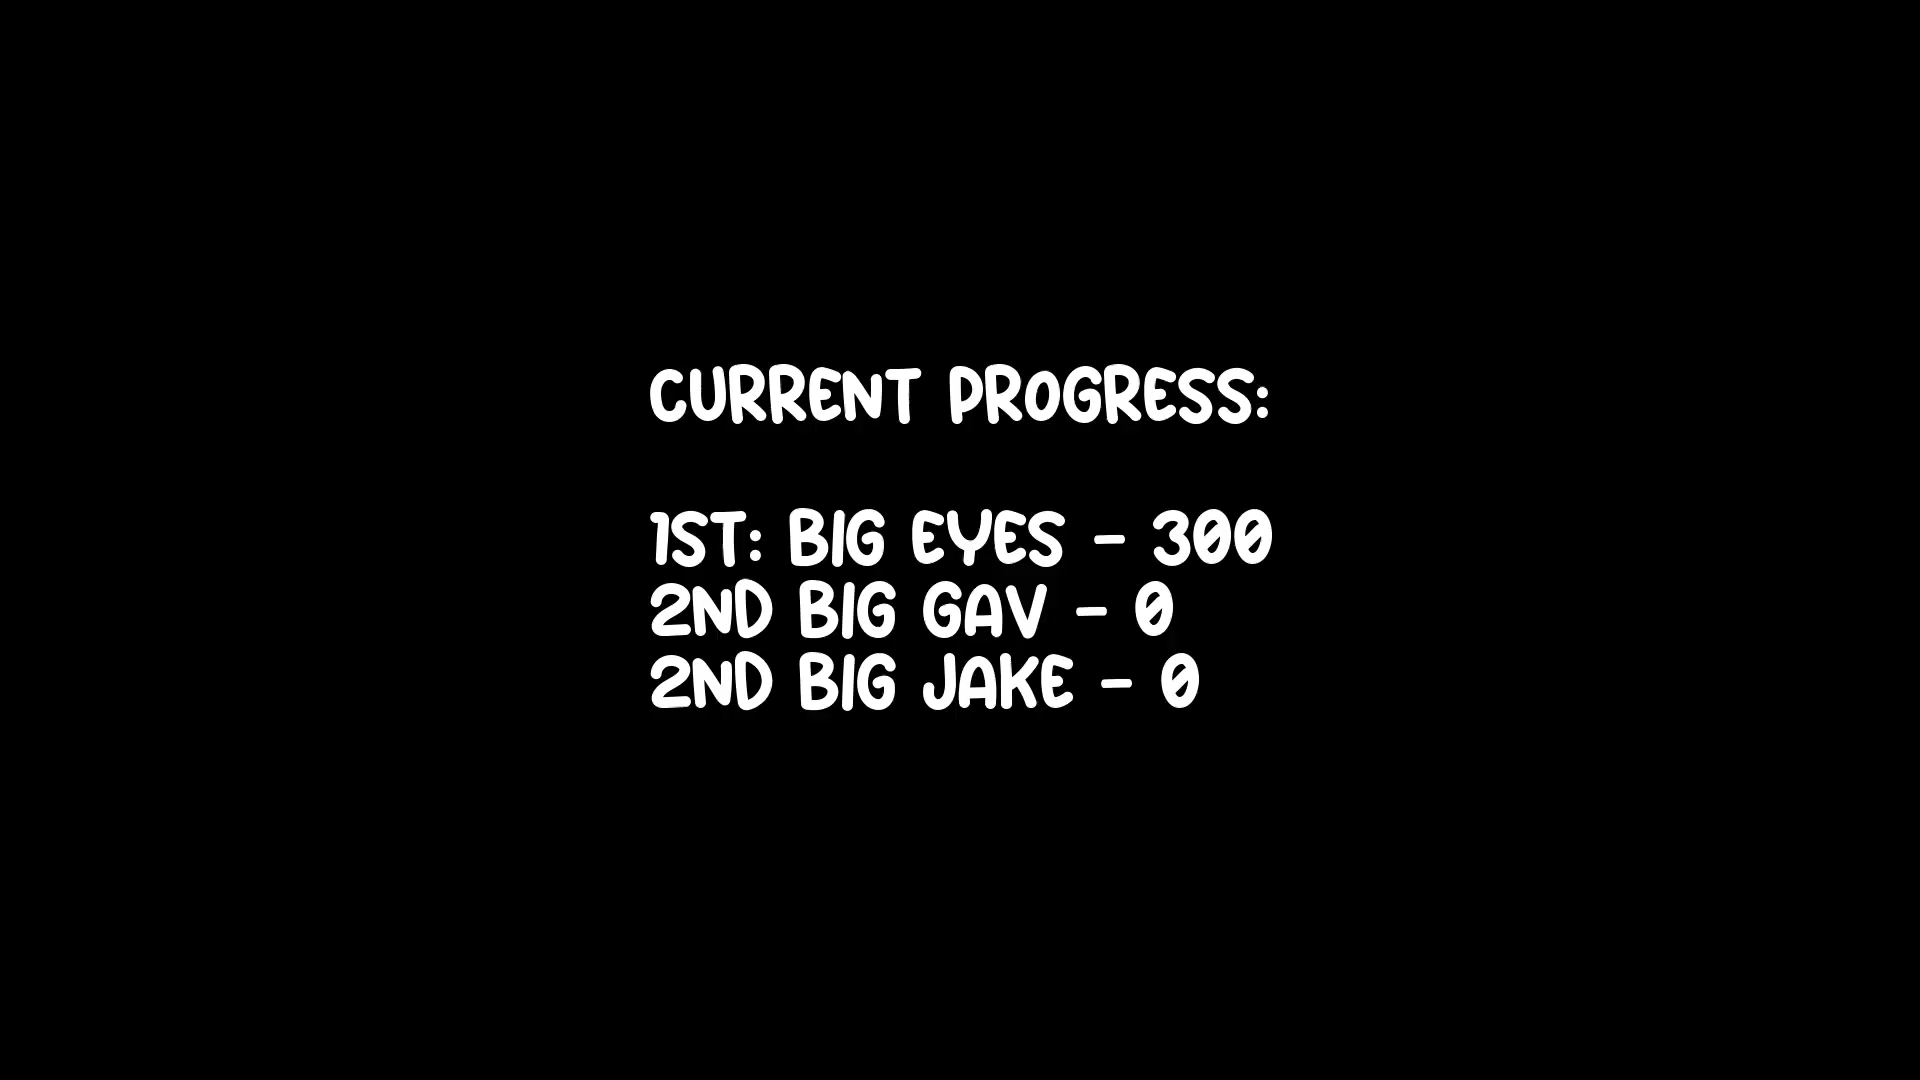 CURRENT PROGRESS:
1ST: BIG EYES - 300
2ND BIG GAV - 0
2ND BIG JAKE - 0